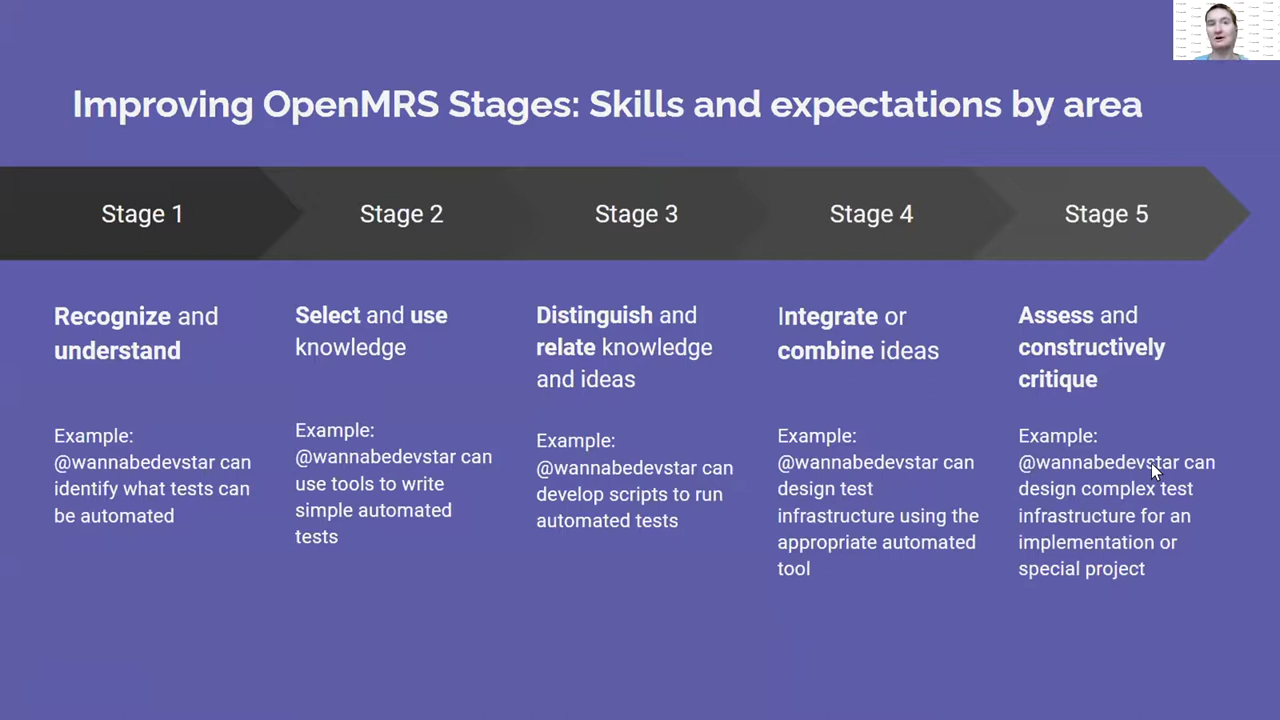 Improving OpenMRS Stages: Skills and expectations by area
Stage 1
Stage 2
Stage 3
Stage 4
Stage 5
Recognize and
understand
Example:
@wannabedevstar can
identify what tests can
be automated
Select and use
knowledge
Example:
@wannabedevstar can
use tools to write
simple automated
tests
Distinguish and
relate knowledge
and ideas
Example:
@wannabedevstar can
develop scripts to run
automated tests
Integrate or
combine ideas
Example:
@wannabedevstar can
design test
infrastructure using the
appropriate automated
tool
Assess and
constructively
critique
Example:
@wannabedevstar can
design complex test
infrastructure for an
implementation or
special project